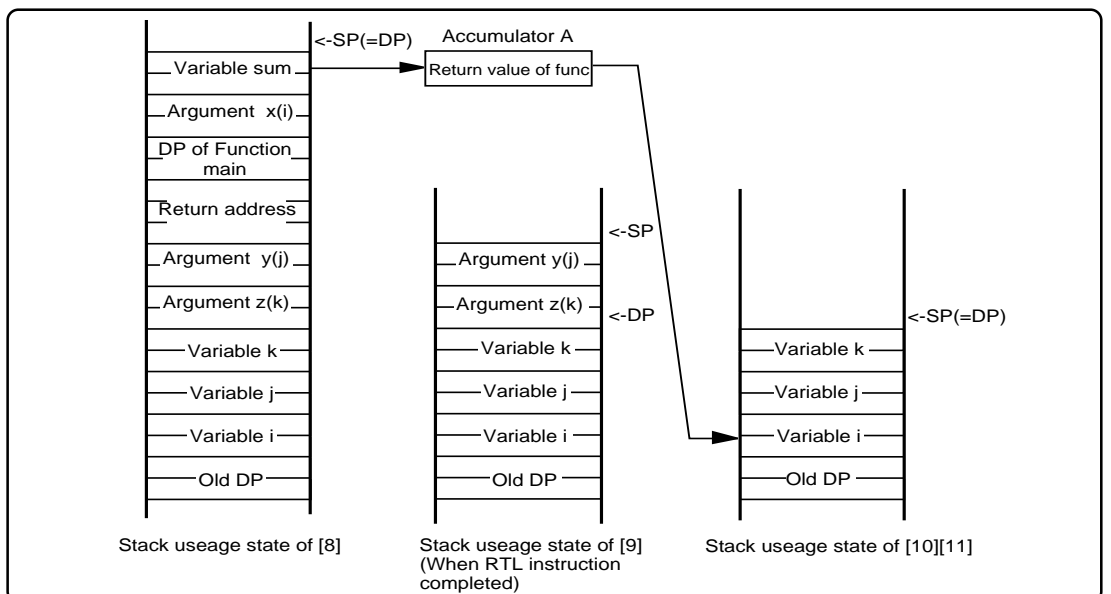 <-SP(=DP)
Variable sum
Argument x(i)
DP of Function
main
Return address
Argument y(j)
Argument z(k)
Variable k
Variable j
Variable i
Old DP
Stack useage state of [8]
Accumulator A
Return value of func
<-SP
Argument y(j)
Argument z(k)
<-DP
Variable k
Variable j
Variable i
Old DP
Stack useage state of [9]
(When RTL instruction
completed)
<-SP(=DP)
Variable k
Variable j
Variable i
Old DP
Stack useage state of [10][11]